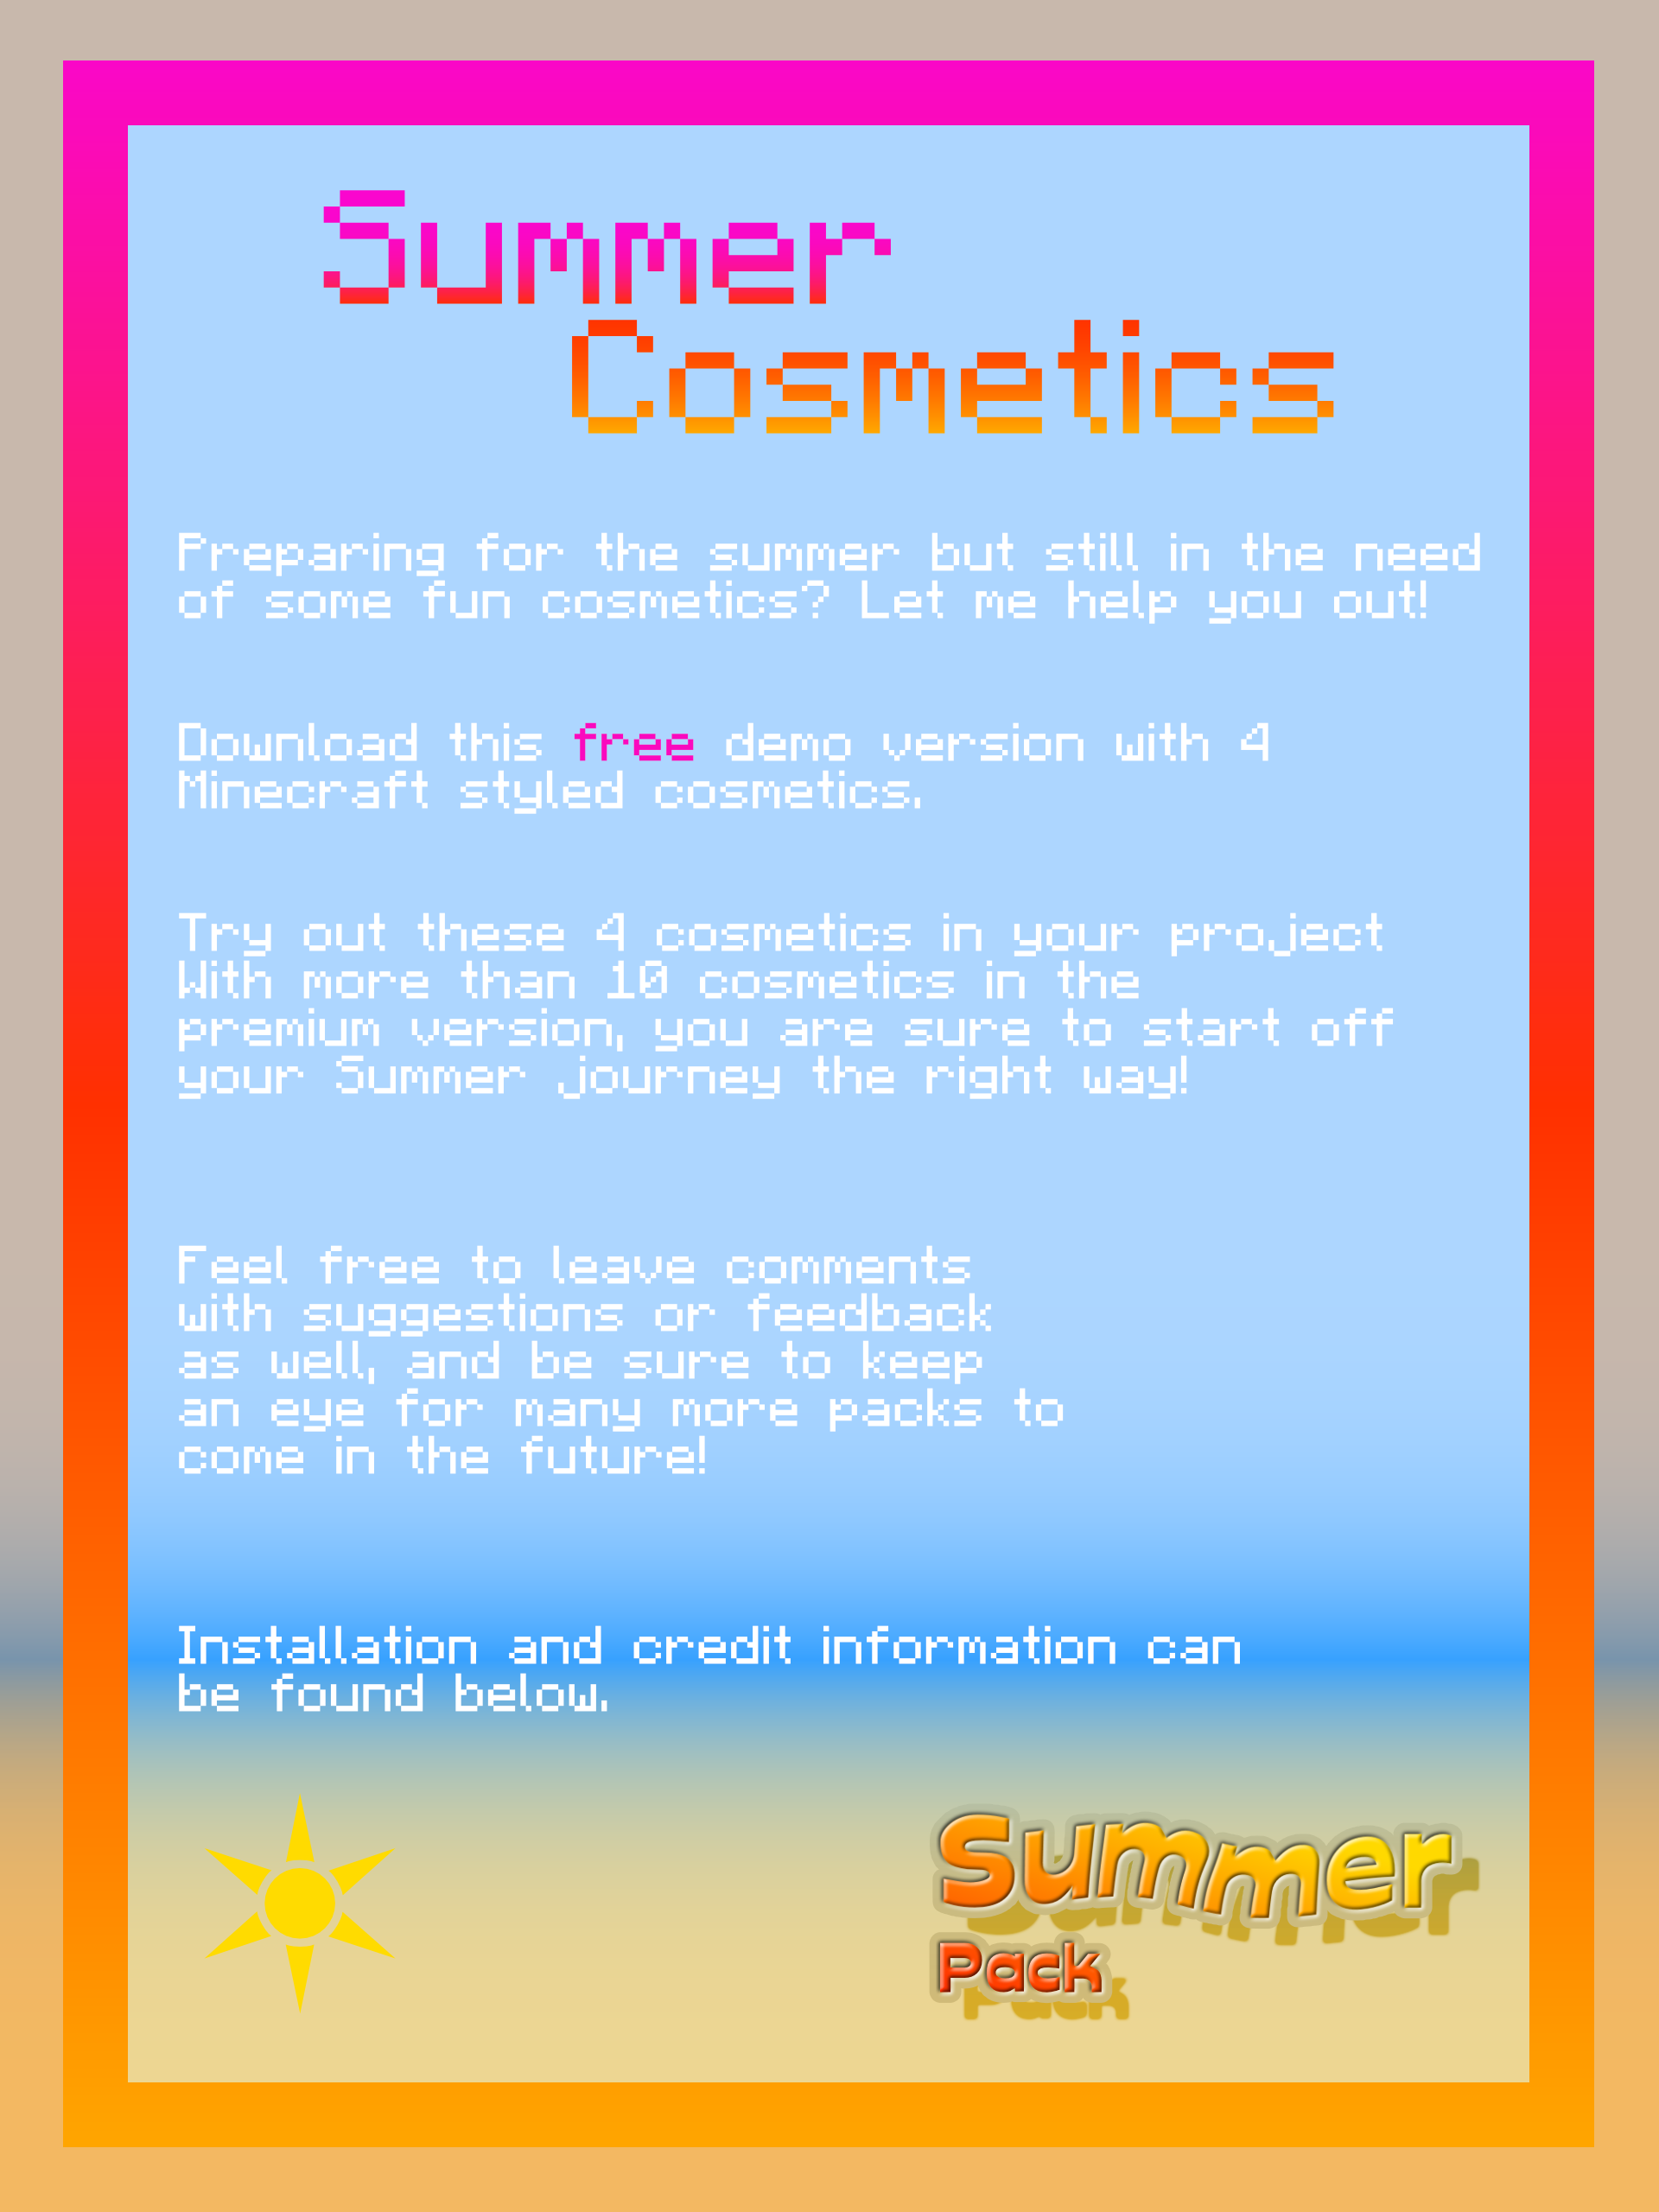 Summer
Cosmetics
Preparing for the summer but still in the need
of some fun cosmetics? Let me help you out!
Download this free demo version with 4
Minecraft styled cosmetics.
Try out these 4 cosmetics in your project
With more than 10 cosmetics in the
premium version, you are sure to start off
your Summer journey the right way!
Feel free to leave comments
with suggestions or feedback
as well, and be sure to keep
an eye for many more packs to
come in the future!
Installation and credit information can
be found below.
Summer
Pack